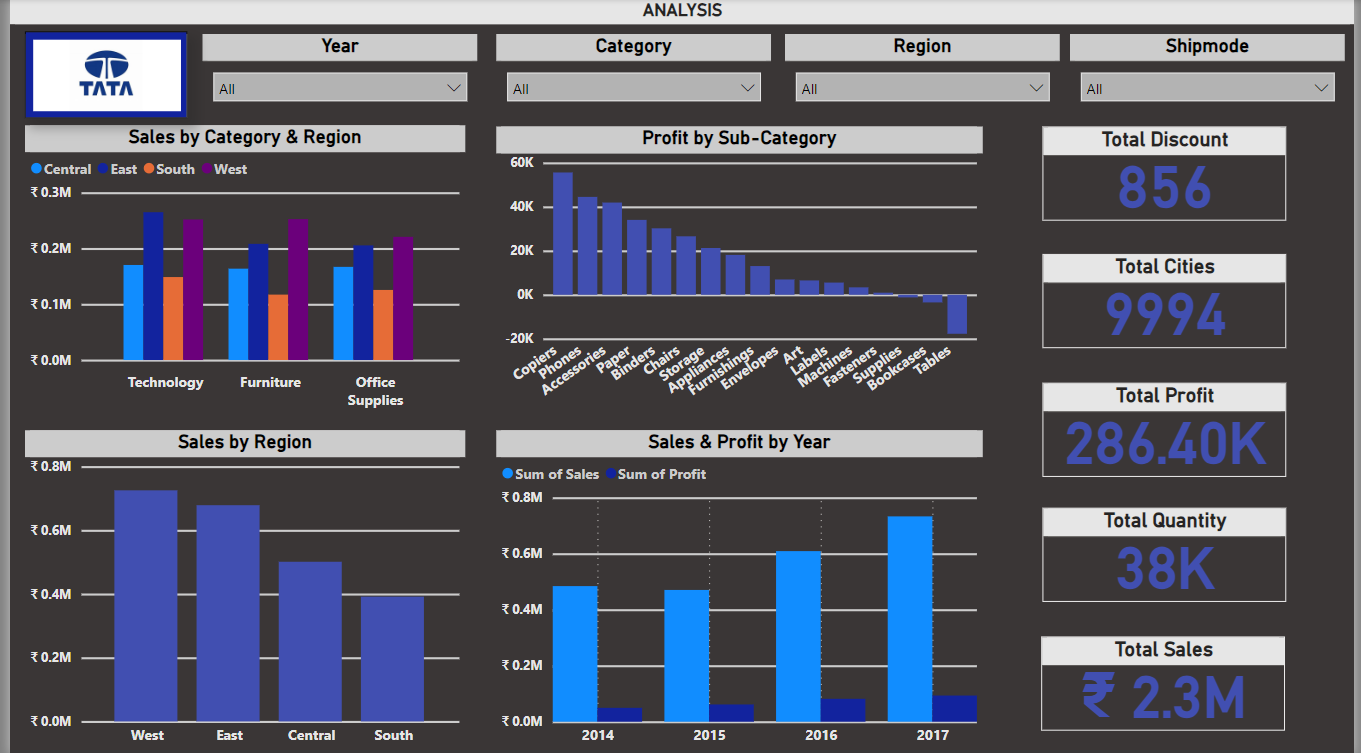 ANALYSIS
TATA
Year
Category
Region
Shipmode
All
All
All
All
Sales by Category & Region
Central East South West
₹ 0.3M
₹ 0.2M
₹ 0.1M
₹ 0.0M
Technology
Furniture
Office
Supplies
Profit by Sub-Category
60K
40K
20K
0K
-20K
Copiers
Phones
Accessories
Paper
Binders
Chairs
Storage
Appliances
Furnishings
Envelopes
Art
Labels
Machines
Fasteners
Supplies
Bookcases
Tables
Total Discount
856
Total Cities
9994
Total Profit
286.40K
Total Quantity
38K
Total Sales
₹ 2.3M
Sales by Region
₹ 0.8M
₹ 0.6M
₹ 0.4M
₹ 0.2M
₹ 0.0M
West
East
Central
South
Sales & Profit by Year
Sum of Sales Sum of Profit
₹ 0.8M
₹ 0.6M
₹ 0.4M
₹ 0.2M
₹ 0.0M
2014
2015
2016
2017